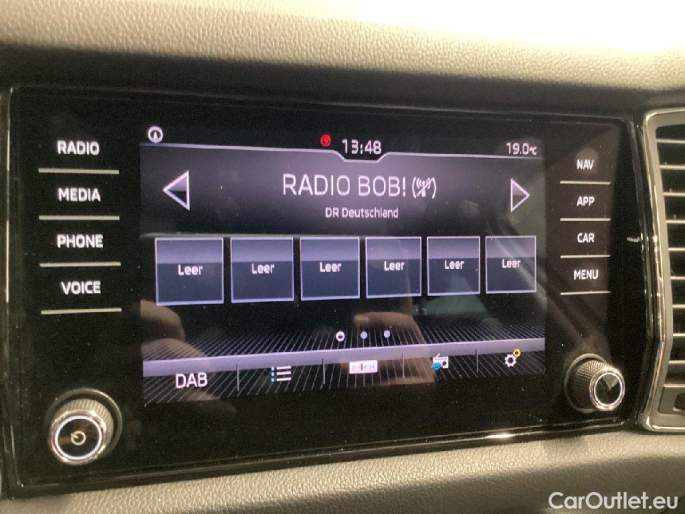 RADIO
MEDIA
PHONE
VOICE
13:48
19.0°C
RADIO BOB!
DR Deutschland
Leer Leer Leer Leer Leer Leer
DAB
NAV
APP
CAR
MENU
CarOutlet.eu